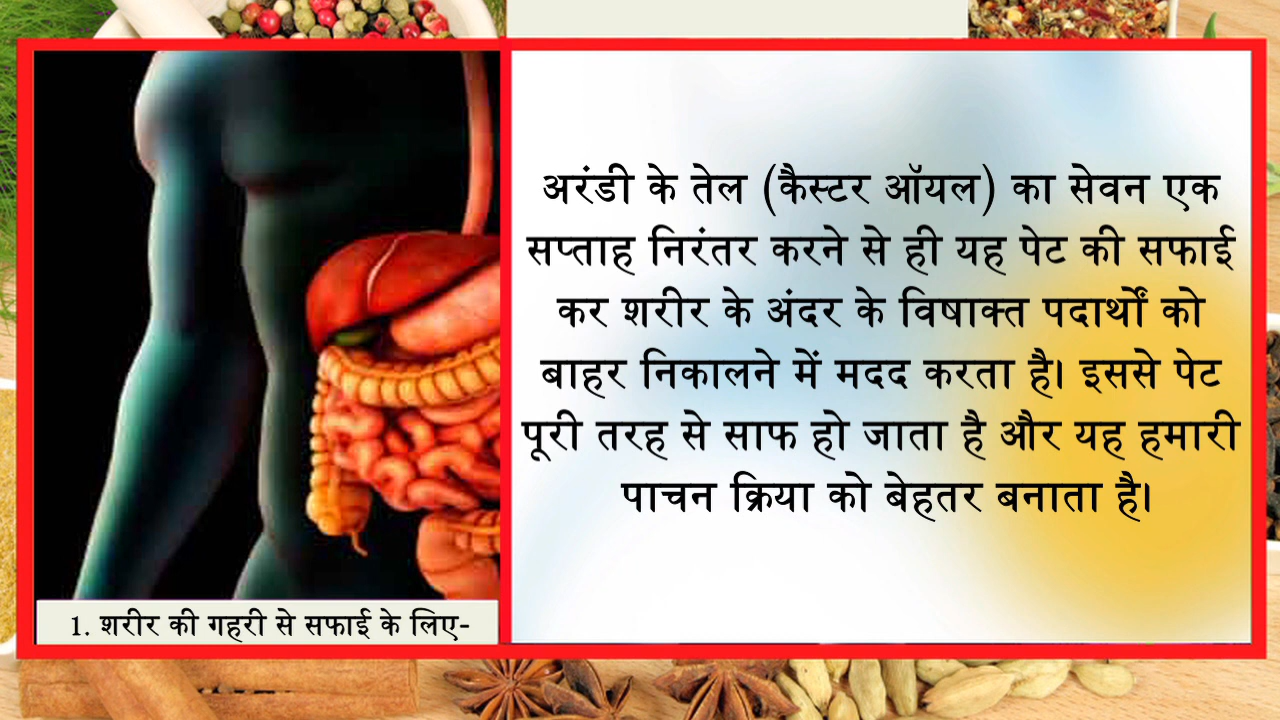 अरंडी के तेल (कैस्टर ऑयल) का सेवन एक
सप्ताह निरंतर करने से ही यह पेट की सफाई
कर शरीर के अंदर के विषाक्त पदार्थों को
बाहर निकालने में मदद करता है। इससे पेट
पूरी तरह से साफ हो जाता है और यह हमारी
पाचन क्रिया को बेहतर बनाता है।
1. शरीर की गहरी से सफाई के लिए-